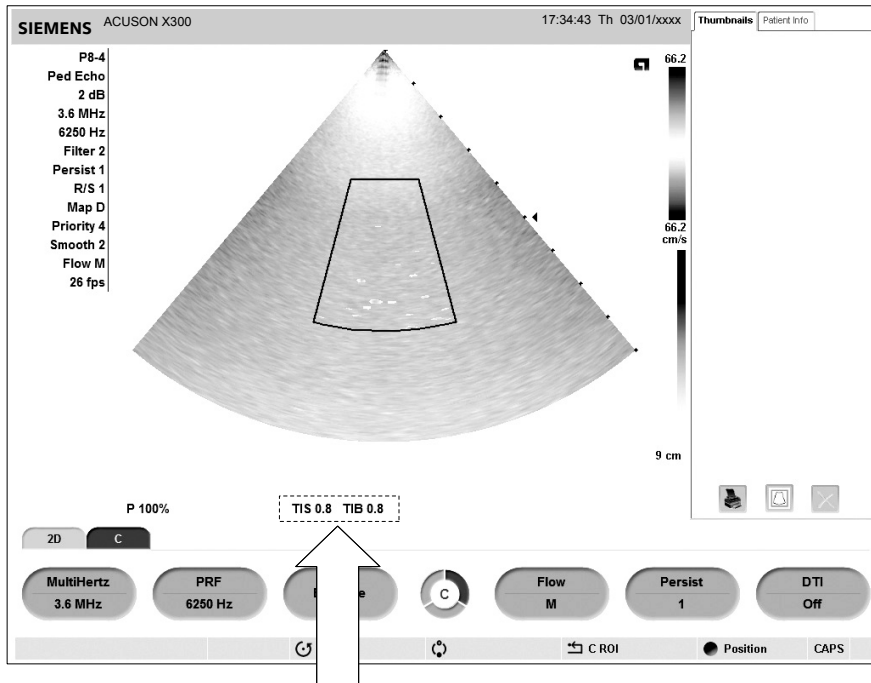 SIEMENS ACUSON X300
17:34:43 Th 03/01/xxxx
Thumbnails Patient Info
P8-4
Ped Echo
2 dB
3.6 MHz
6250 Hz
Filter 2
Persist 1
R/S 1
Map D
Priority 4
Smooth 2
Flow M
26 fps
66.2
66.2
cm/s
9 cm
P 100%
TIS 0.8 TIB 0.8
2D C
MultiHertz
3.6 MHz
PRF
6250 Hz
C
Flow
M
Persist
1
DTI
Off
C ROI
Position
CAPS